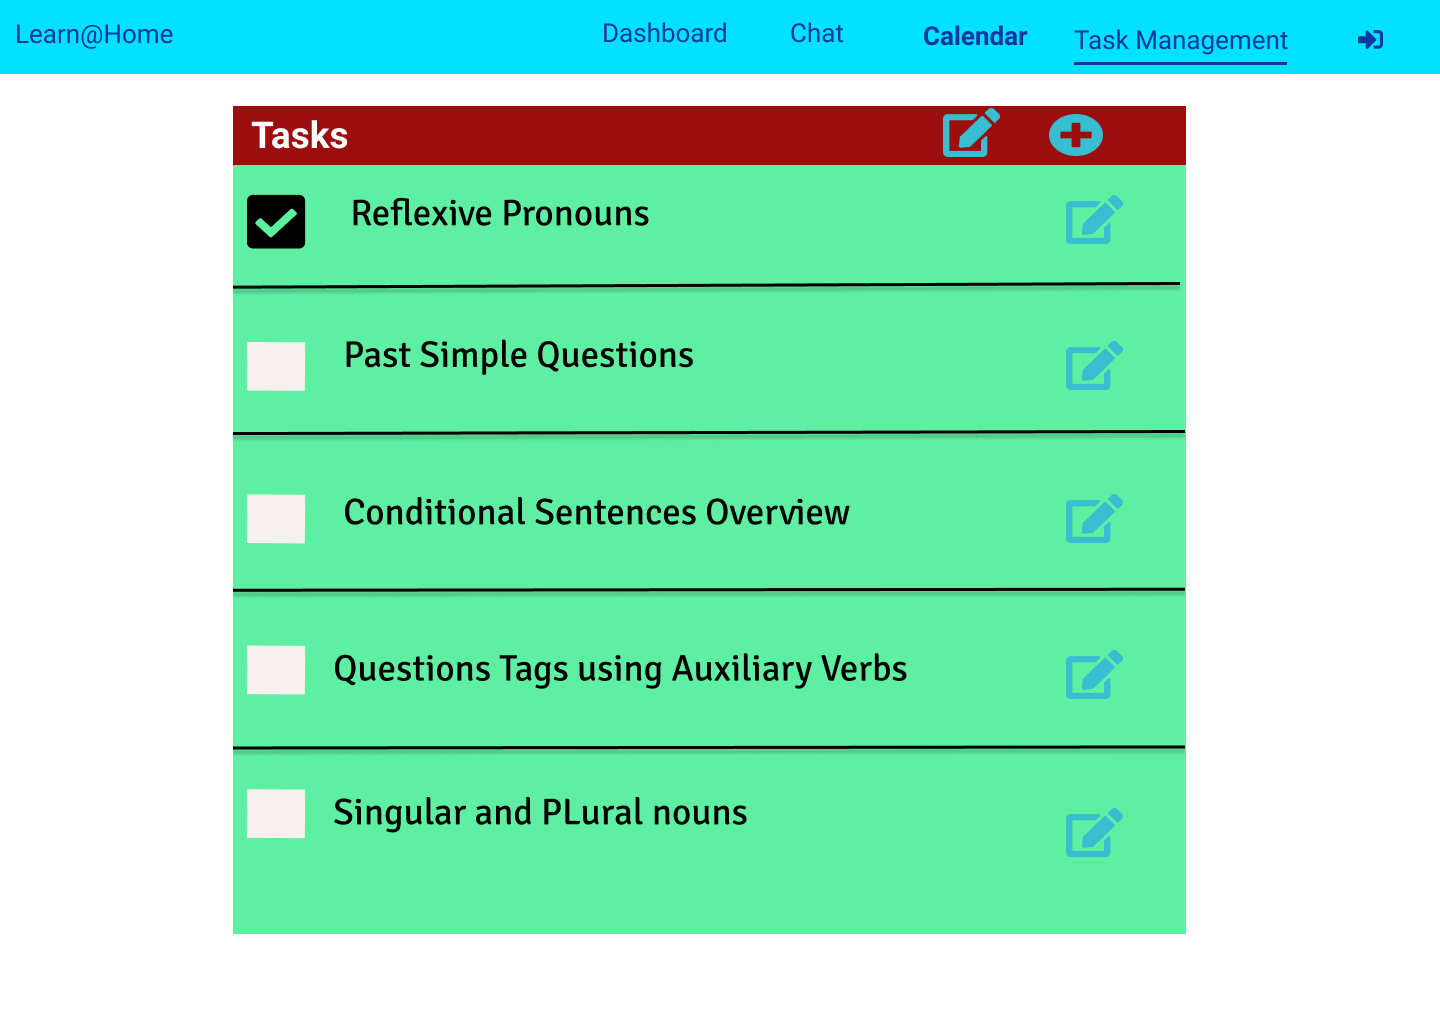 Learn@Home
Dashboard
Chat
Calendar
Task Management
Tasks
Reflexive Pronouns
Past Simple Questions
Conditional Sentences Overview
Questions Tags using Auxiliary Verbs
Singular and PLural nouns